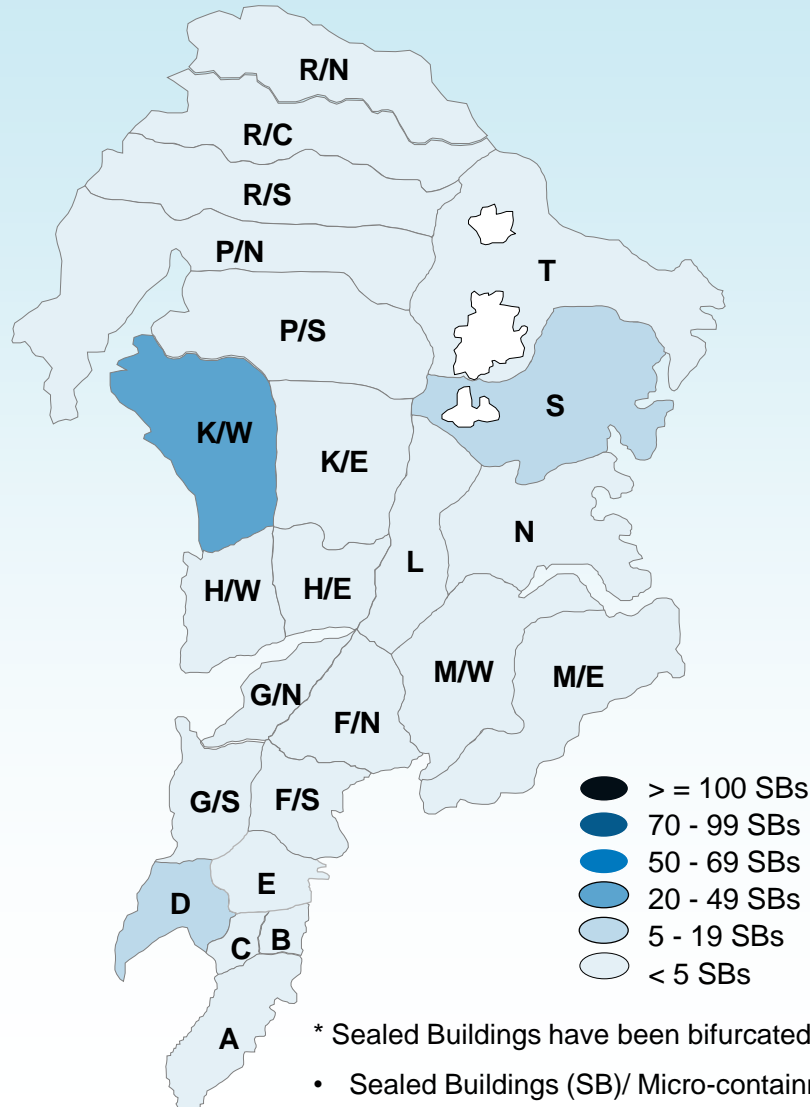 R/N
R/C
R/S
P/N
T
P/S
S
K/W
K/E
N
L
H/W
H/E
M/W
M/E
G/N
F/N
G/S
F/S
E
D
B
C
A
> = 100 SBs
70 - 99 SBs
50 - 69 SBs
20 - 49 SBs
5 - 19 SBs
< 5 SBs
* Sealed Buildings have been bifurcated
• Sealed Buildings (SB)/ Micro-contain